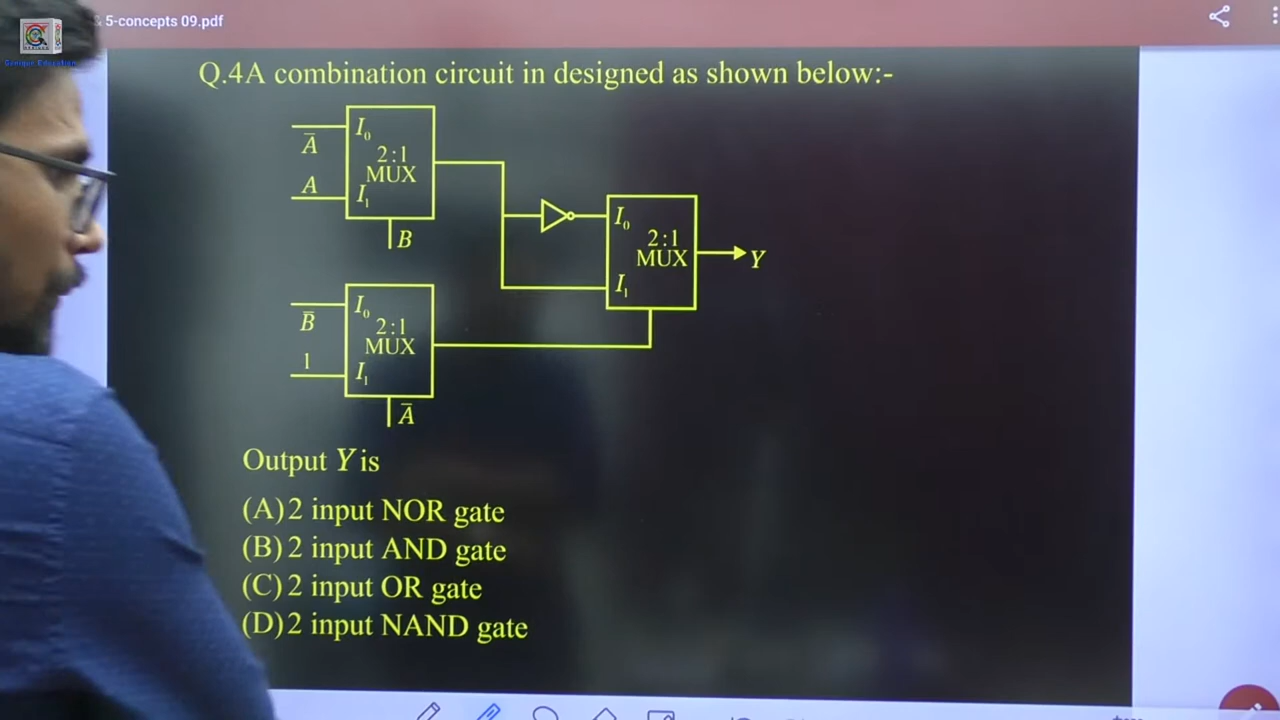 5-concepts 09.pdf
Genique Education
Q.4A combination circuit in designed as shown below:-
A̅ I₀
2:1
MUX
A I₁
B
I₀
2:1
MUX Y
I₁
B̅ I₀
2:1
MUX
1 I₁
A̅
Output Y is
(A) 2 input NOR gate
(B) 2 input AND gate
(C) 2 input OR gate
(D) 2 input NAND gate